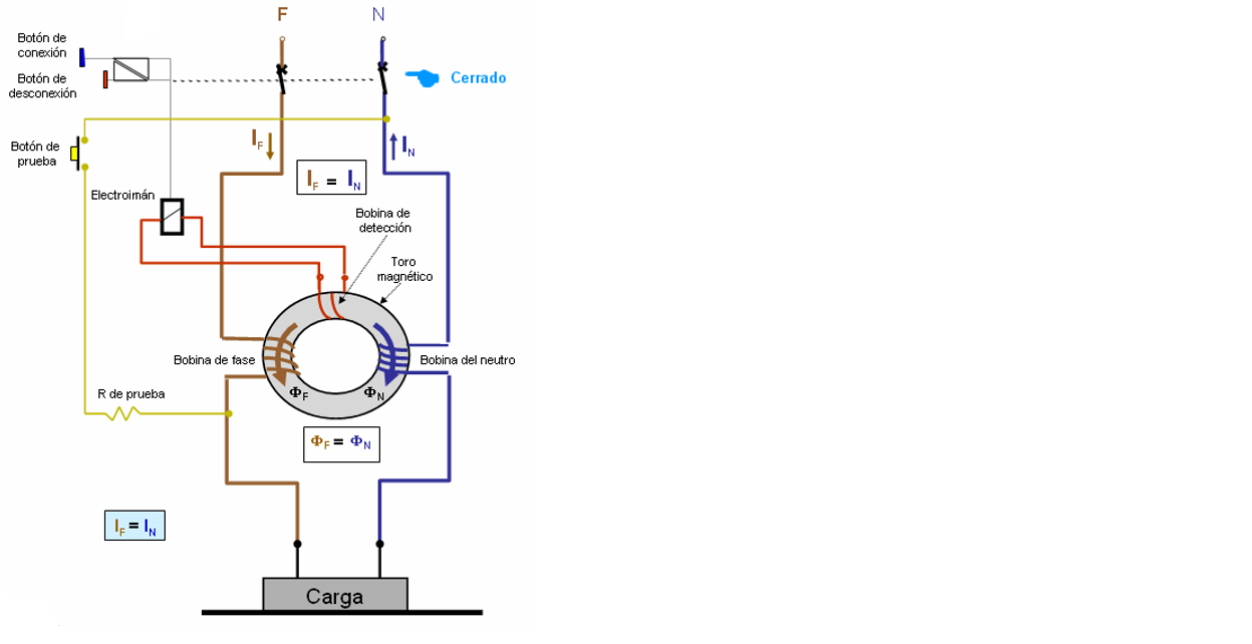 F
N
Botón de
conexión
Botón de
desconexión
Cerrado
Botón de
prueba
IF
IN
IF = IN
Electroimán
Bobina de
detección
Toro
magnético
Bobina de fase
Bobina del neutro
ΦF
ΦN
R de prueba
ΦF = ΦN
IF = IN
Carga